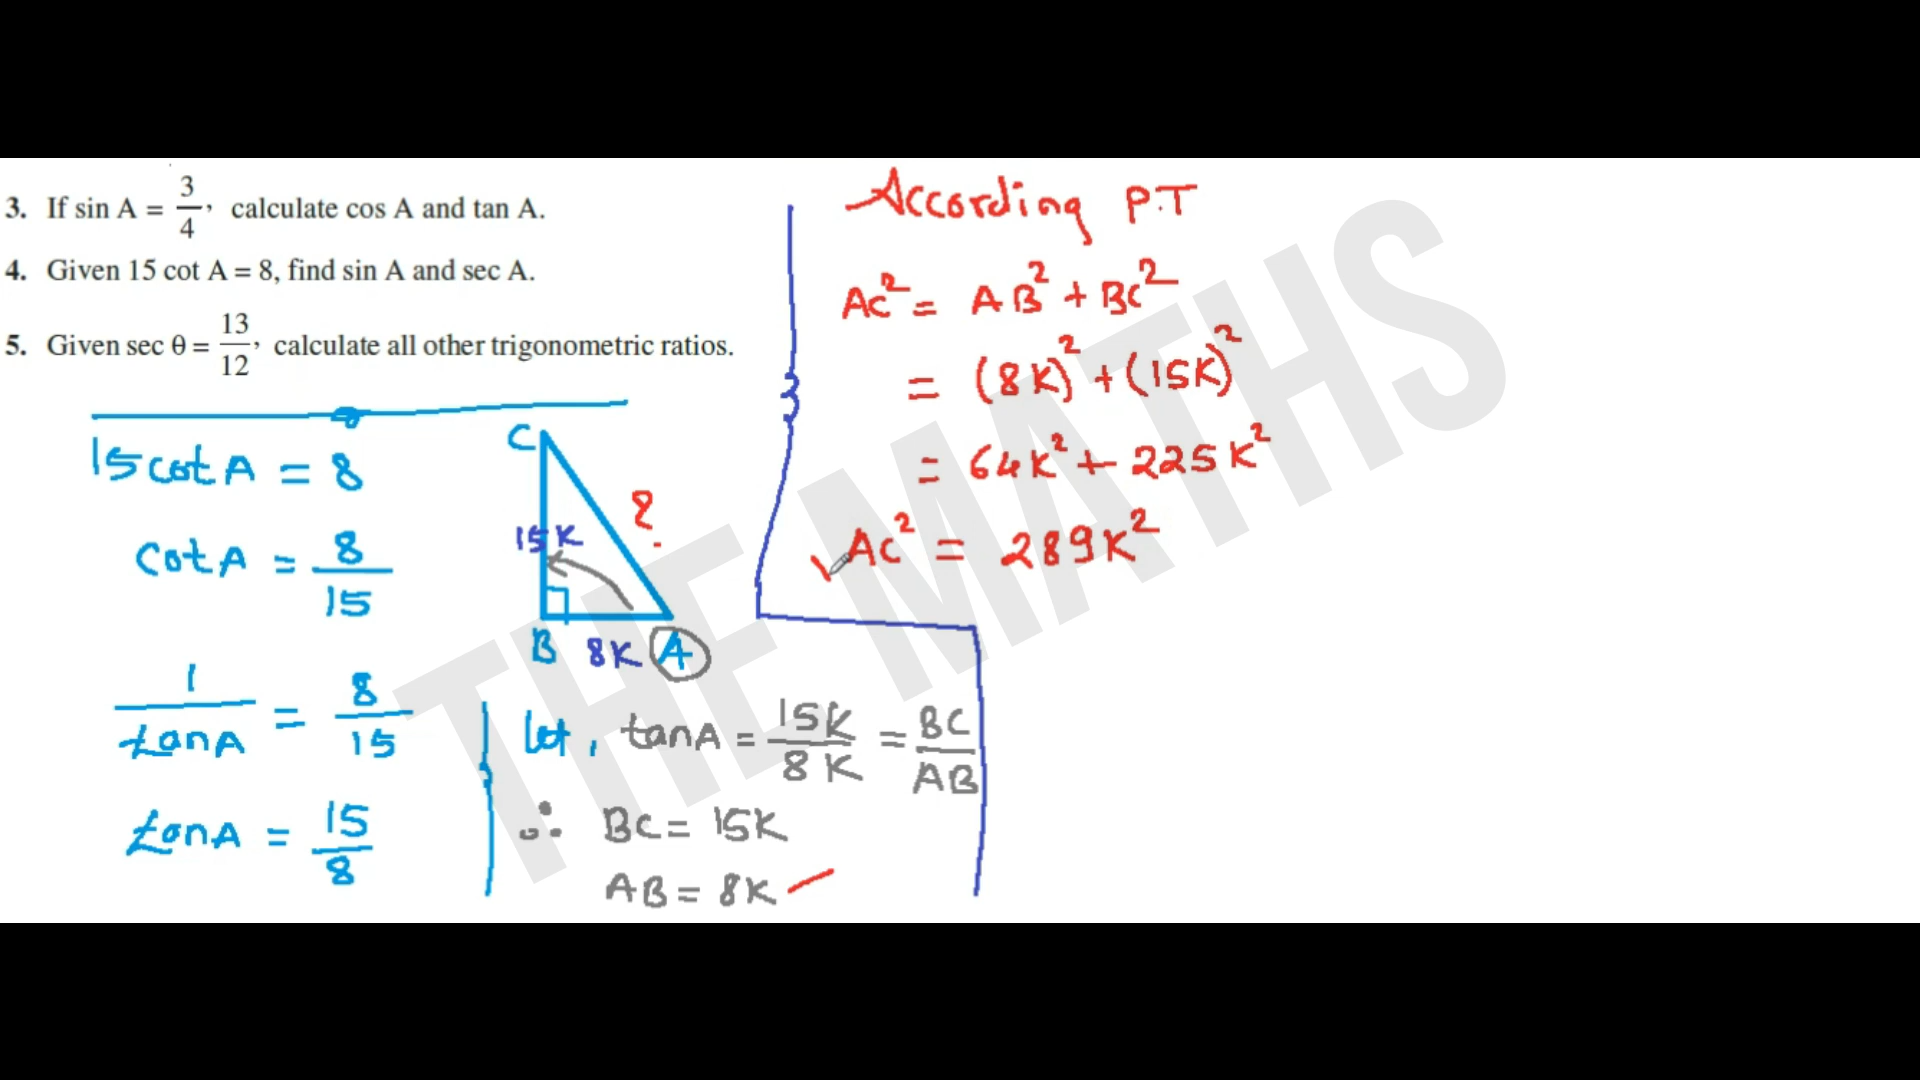 3. If sin A = 3/4, calculate cos A and tan A.
4. Given 15 cot A = 8, find sin A and sec A.
5. Given sec θ = 13/12, calculate all other trigonometric ratios.
15 cot A = 8
cot A = 8/15
1/tan A = 8/15
tan A = 15/8
C
15K
?
B 8K A
Let, tan A = 15K/8K = BC/AB
∴ BC = 15K
AB = 8K
According P.T
AC² = AB² + BC²
= (8K)² + (15K)²
= 64K² + 225K²
AC² = 289K²
THE MATHS